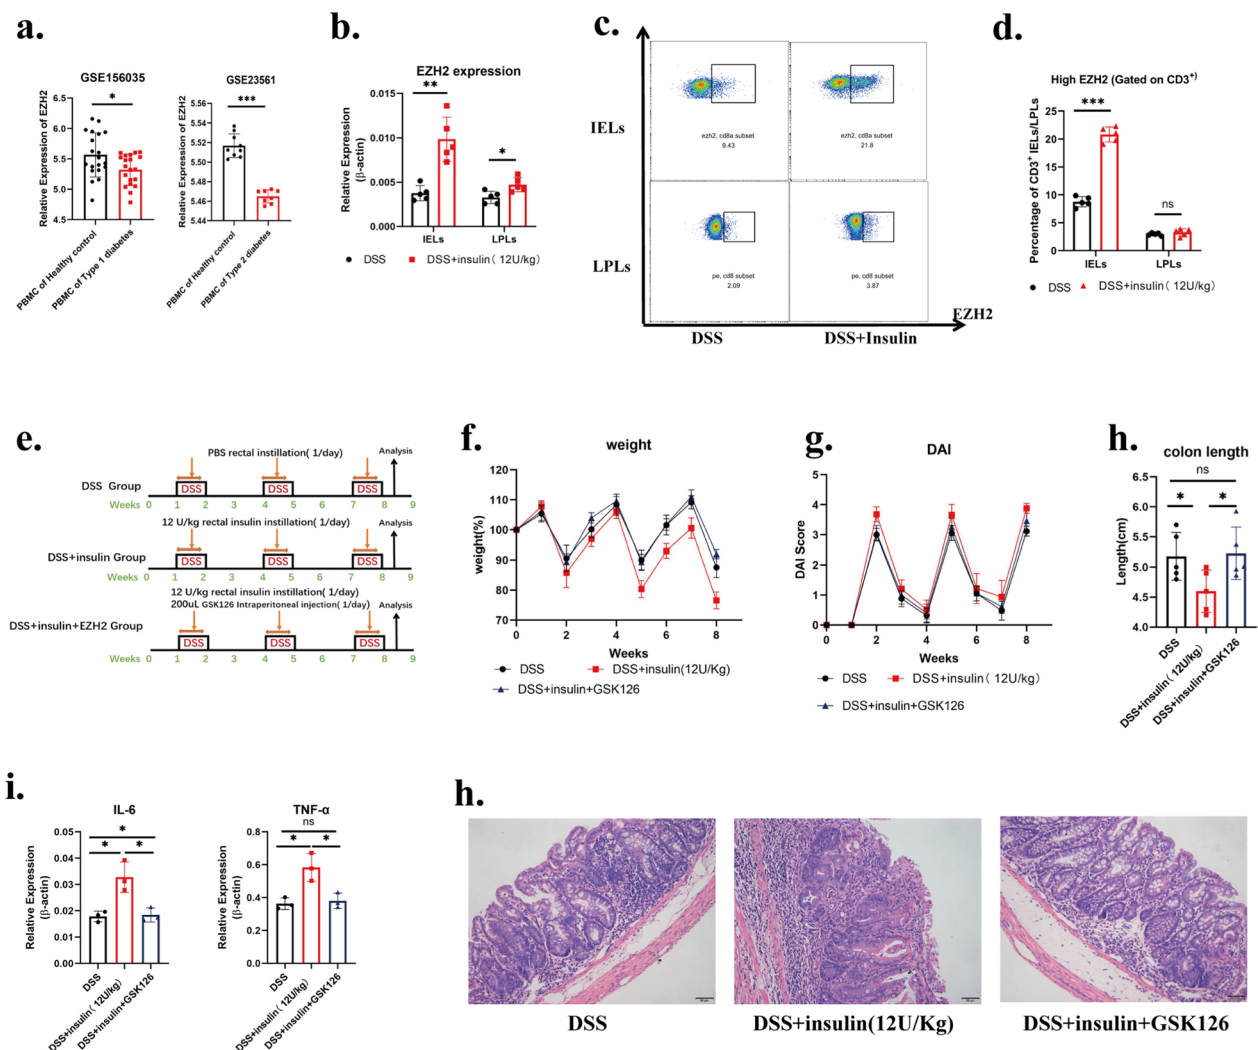 a.
GSE156035
*
Relative Expression of EZH2
6.5
6.0
5.5
5.0
4.5
PBMC of Healthy control
PBMC of Type 1 diabetes
GSE23561
***
Relative Expression of EZH2
5.56
5.54
5.52
5.50
5.48
5.46
5.44
PBMC of Healthy control
PBMC of Type 2 diabetes
b.
EZH2 expression
**
*
Relative Expression
(β-actin)
0.015
0.010
0.005
0.000
IELs
LPLs
DSS
DSS+insulin( 12U/kg)
c.
IELs
ezh2, cd8a subset
9.43
ezh2, cd8a subset
21.8
LPLs
pe, cd8 subset
2.09
pe, cd8 subset
3.87
EZH2
DSS
DSS+Insulin
d.
High EZH2 (Gated on CD3⁺)
***
ns
Percentage of CD3⁺ IELs/LPLs
25
20
15
10
5
0
IELs
LPLs
DSS
DSS+insulin( 12U/kg)
e.
PBS rectal instillation( 1/day)
Analysis
DSS Group
DSS
DSS
DSS
Weeks 0 1 2 3 4 5 6 7 8 9
12 U/kg rectal insulin instillation( 1/day)
Analysis
DSS+insulin Group
DSS
DSS
DSS
Weeks 0 1 2 3 4 5 6 7 8 9
12 U/kg rectal insulin instillation( 1/day)
200uL GSK126 Intraperitoneal injection( 1/day)
Analysis
DSS+insulin+EZH2 Group
DSS
DSS
DSS
Weeks 0 1 2 3 4 5 6 7 8 9
f.
weight
weight(%)
120
110
100
90
80
70
0 2 4 6 8
Weeks
DSS
DSS+insulin(12U/Kg)
DSS+insulin+GSK126
g.
DAI
DAI Score
5
4
3
2
1
0
0 2 4 6 8
Weeks
DSS
DSS+insulin( 12U/kg)
DSS+insulin+GSK126
h.
colon length
ns
* *
Length(cm)
6.5
6.0
5.5
5.0
4.5
4.0
DSS
DSS+insulin( 12U/kg)
DSS+insulin+GSK126
i.
IL-6
*
* *
Relative Expression
(β-actin)
0.05
0.04
0.03
0.02
0.01
0.00
DSS
DSS+insulin( 12U/kg)
DSS+insulin+GSK126
TNF-α
ns
* *
Relative Expression
(β-actin)
0.8
0.6
0.4
0.2
0.0
DSS
DSS+insulin( 12U/kg)
DSS+insulin+GSK126
h.
DSS
DSS+insulin(12U/Kg)
DSS+insulin+GSK126